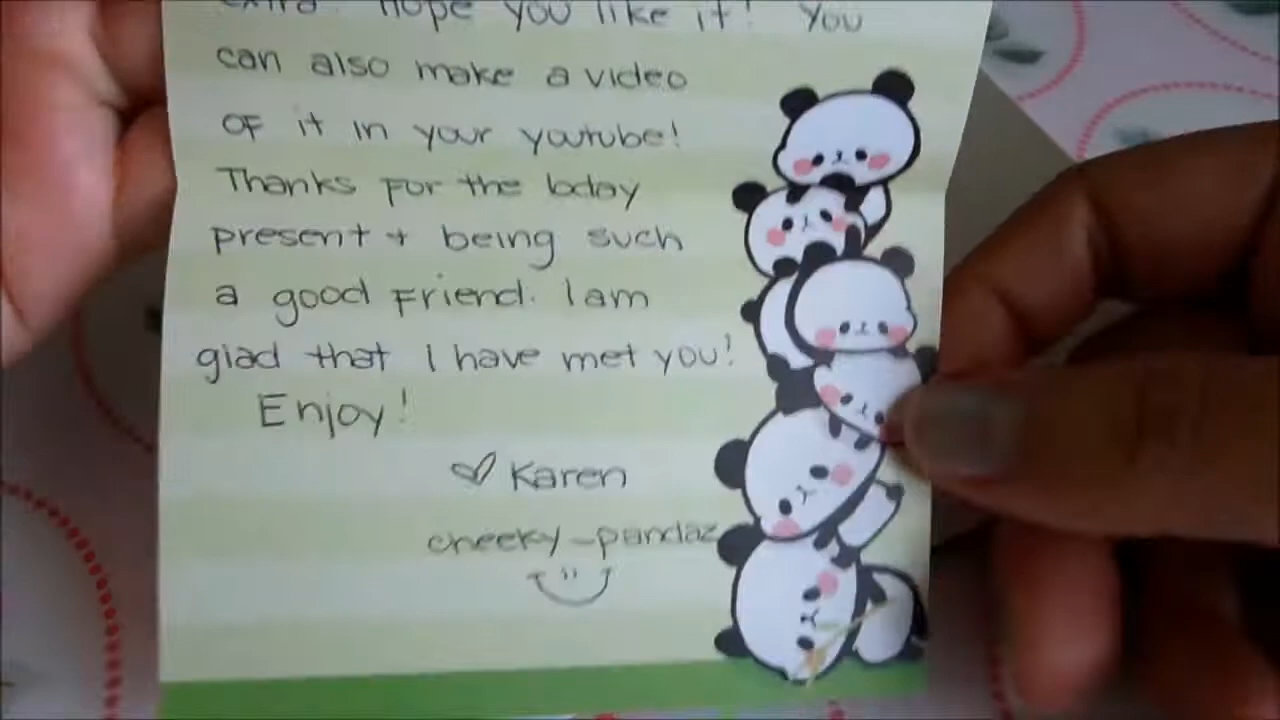 extra. Hope you like it! You
can also make a video
of it in your youtube!
Thanks for the bday
present + being such
a good friend. I am
glad that I have met you!
Enjoy!
♡ Karen
cheeky_pandaz